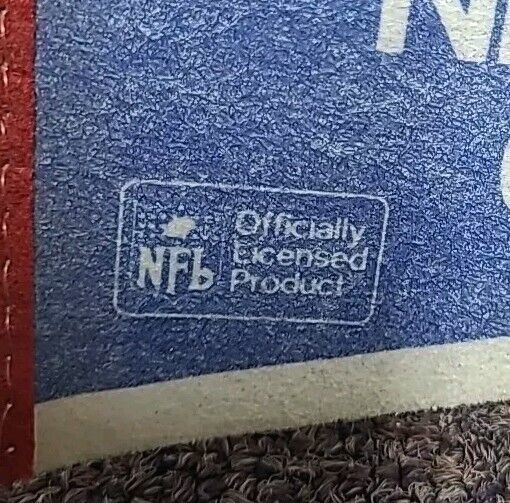 N
Officially
NFL Licensed
Product